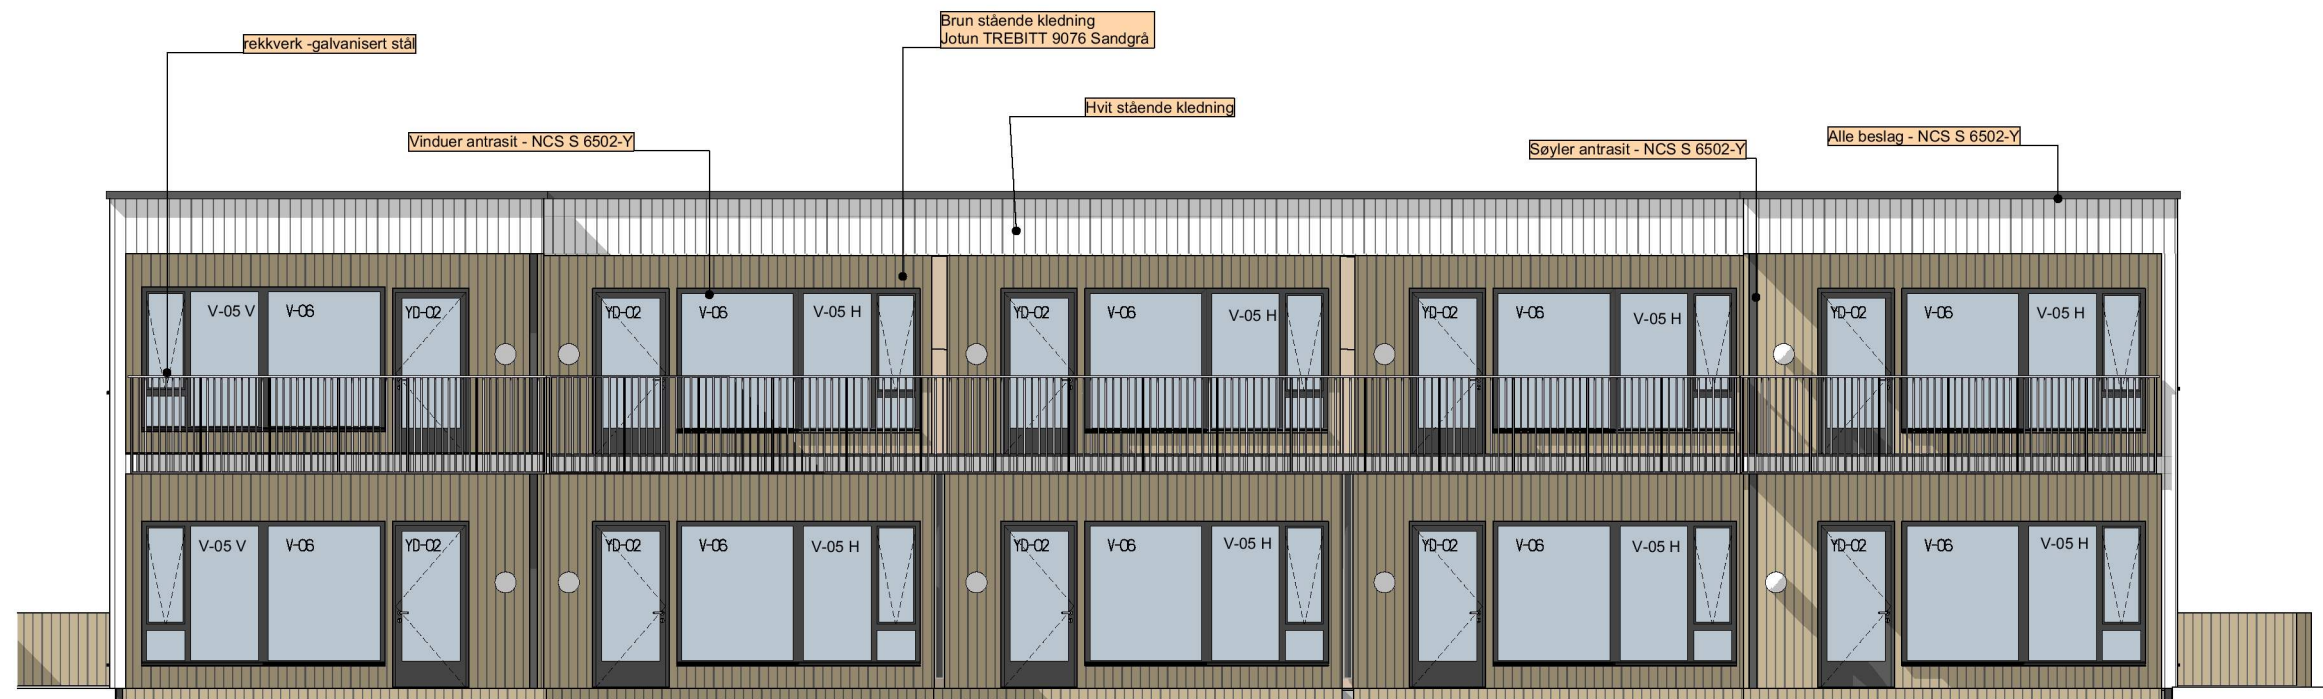 Brun stående kledning
Jotun TREBITT 9076 Sandgrå
rekkverk -galvanisert stål
Hvit stående kledning
Vinduer antrasit - NCS S 6502-Y
Søyler antrasit - NCS S 6502-Y
Alle beslag - NCS S 6502-Y
V-05 V V-06 YD-02 YD-02 V-06 V-05 H YD-02 V-06 V-05 H YD-02 V-06 V-05 H YD-02 V-06 V-05 H
V-05 V V-06 YD-02 YD-02 V-06 V-05 H YD-02 V-06 V-05 H YD-02 V-06 V-05 H YD-02 V-06 V-05 H